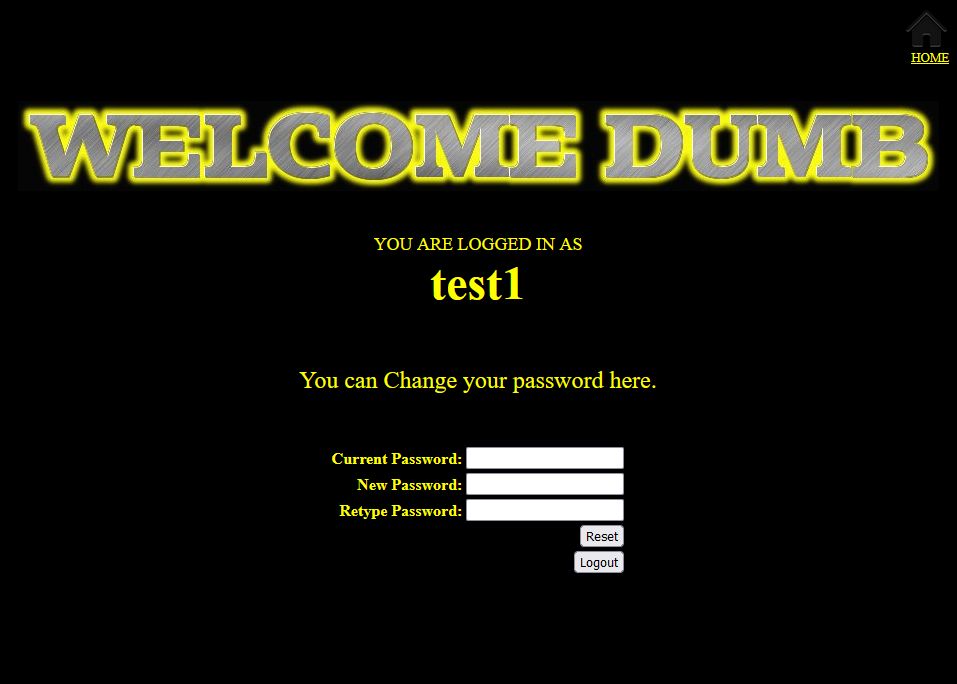 HOME
WELCOME DUMB
YOU ARE LOGGED IN AS
test1
You can Change your password here.
Current Password:
New Password:
Retype Password:
Reset
Logout